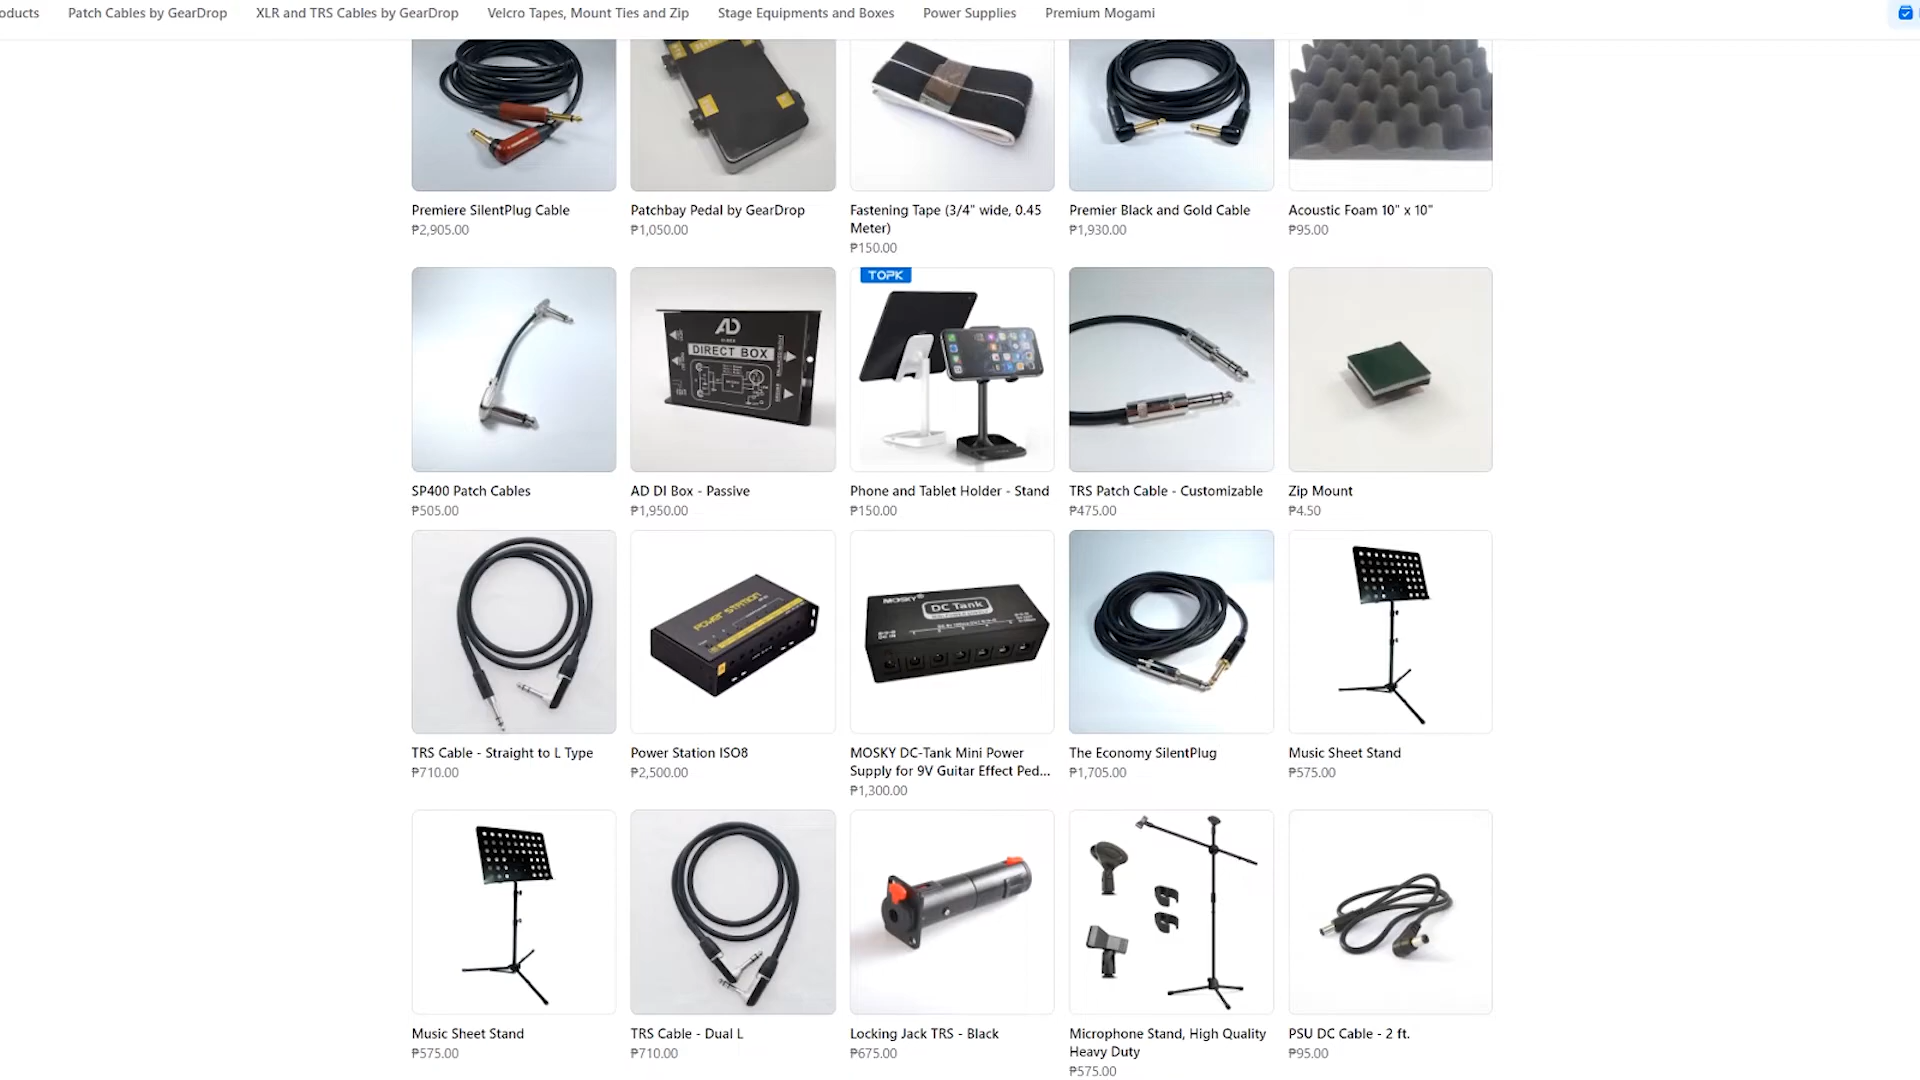 oducts
Patch Cables by GearDrop
XLR and TRS Cables by GearDrop
Velcro Tapes, Mount Ties and Zip
Stage Equipments and Boxes
Power Supplies
Premium Mogami
Premiere SilentPlug Cable
₱2,905.00
Patchbay Pedal by GearDrop
₱1,050.00
Fastening Tape (3/4" wide, 0.45
Meter)
₱150.00
Premier Black and Gold Cable
₱1,930.00
Acoustic Foam 10" x 10"
₱95.00
AD
DIRECT BOX
TOPK
SP400 Patch Cables
₱505.00
AD DI Box - Passive
₱1,950.00
Phone and Tablet Holder - Stand
₱150.00
TRS Patch Cable - Customizable
₱475.00
Zip Mount
₱4.50
POWER STATION
MOSKY
DC Tank
TRS Cable - Straight to L Type
₱710.00
Power Station ISO8
₱2,500.00
MOSKY DC-Tank Mini Power
Supply for 9V Guitar Effect Ped...
₱1,300.00
The Economy SilentPlug
₱1,705.00
Music Sheet Stand
₱575.00
Music Sheet Stand
₱575.00
TRS Cable - Dual L
₱710.00
Locking Jack TRS - Black
₱675.00
Microphone Stand, High Quality
Heavy Duty
₱575.00
PSU DC Cable - 2 ft.
₱95.00